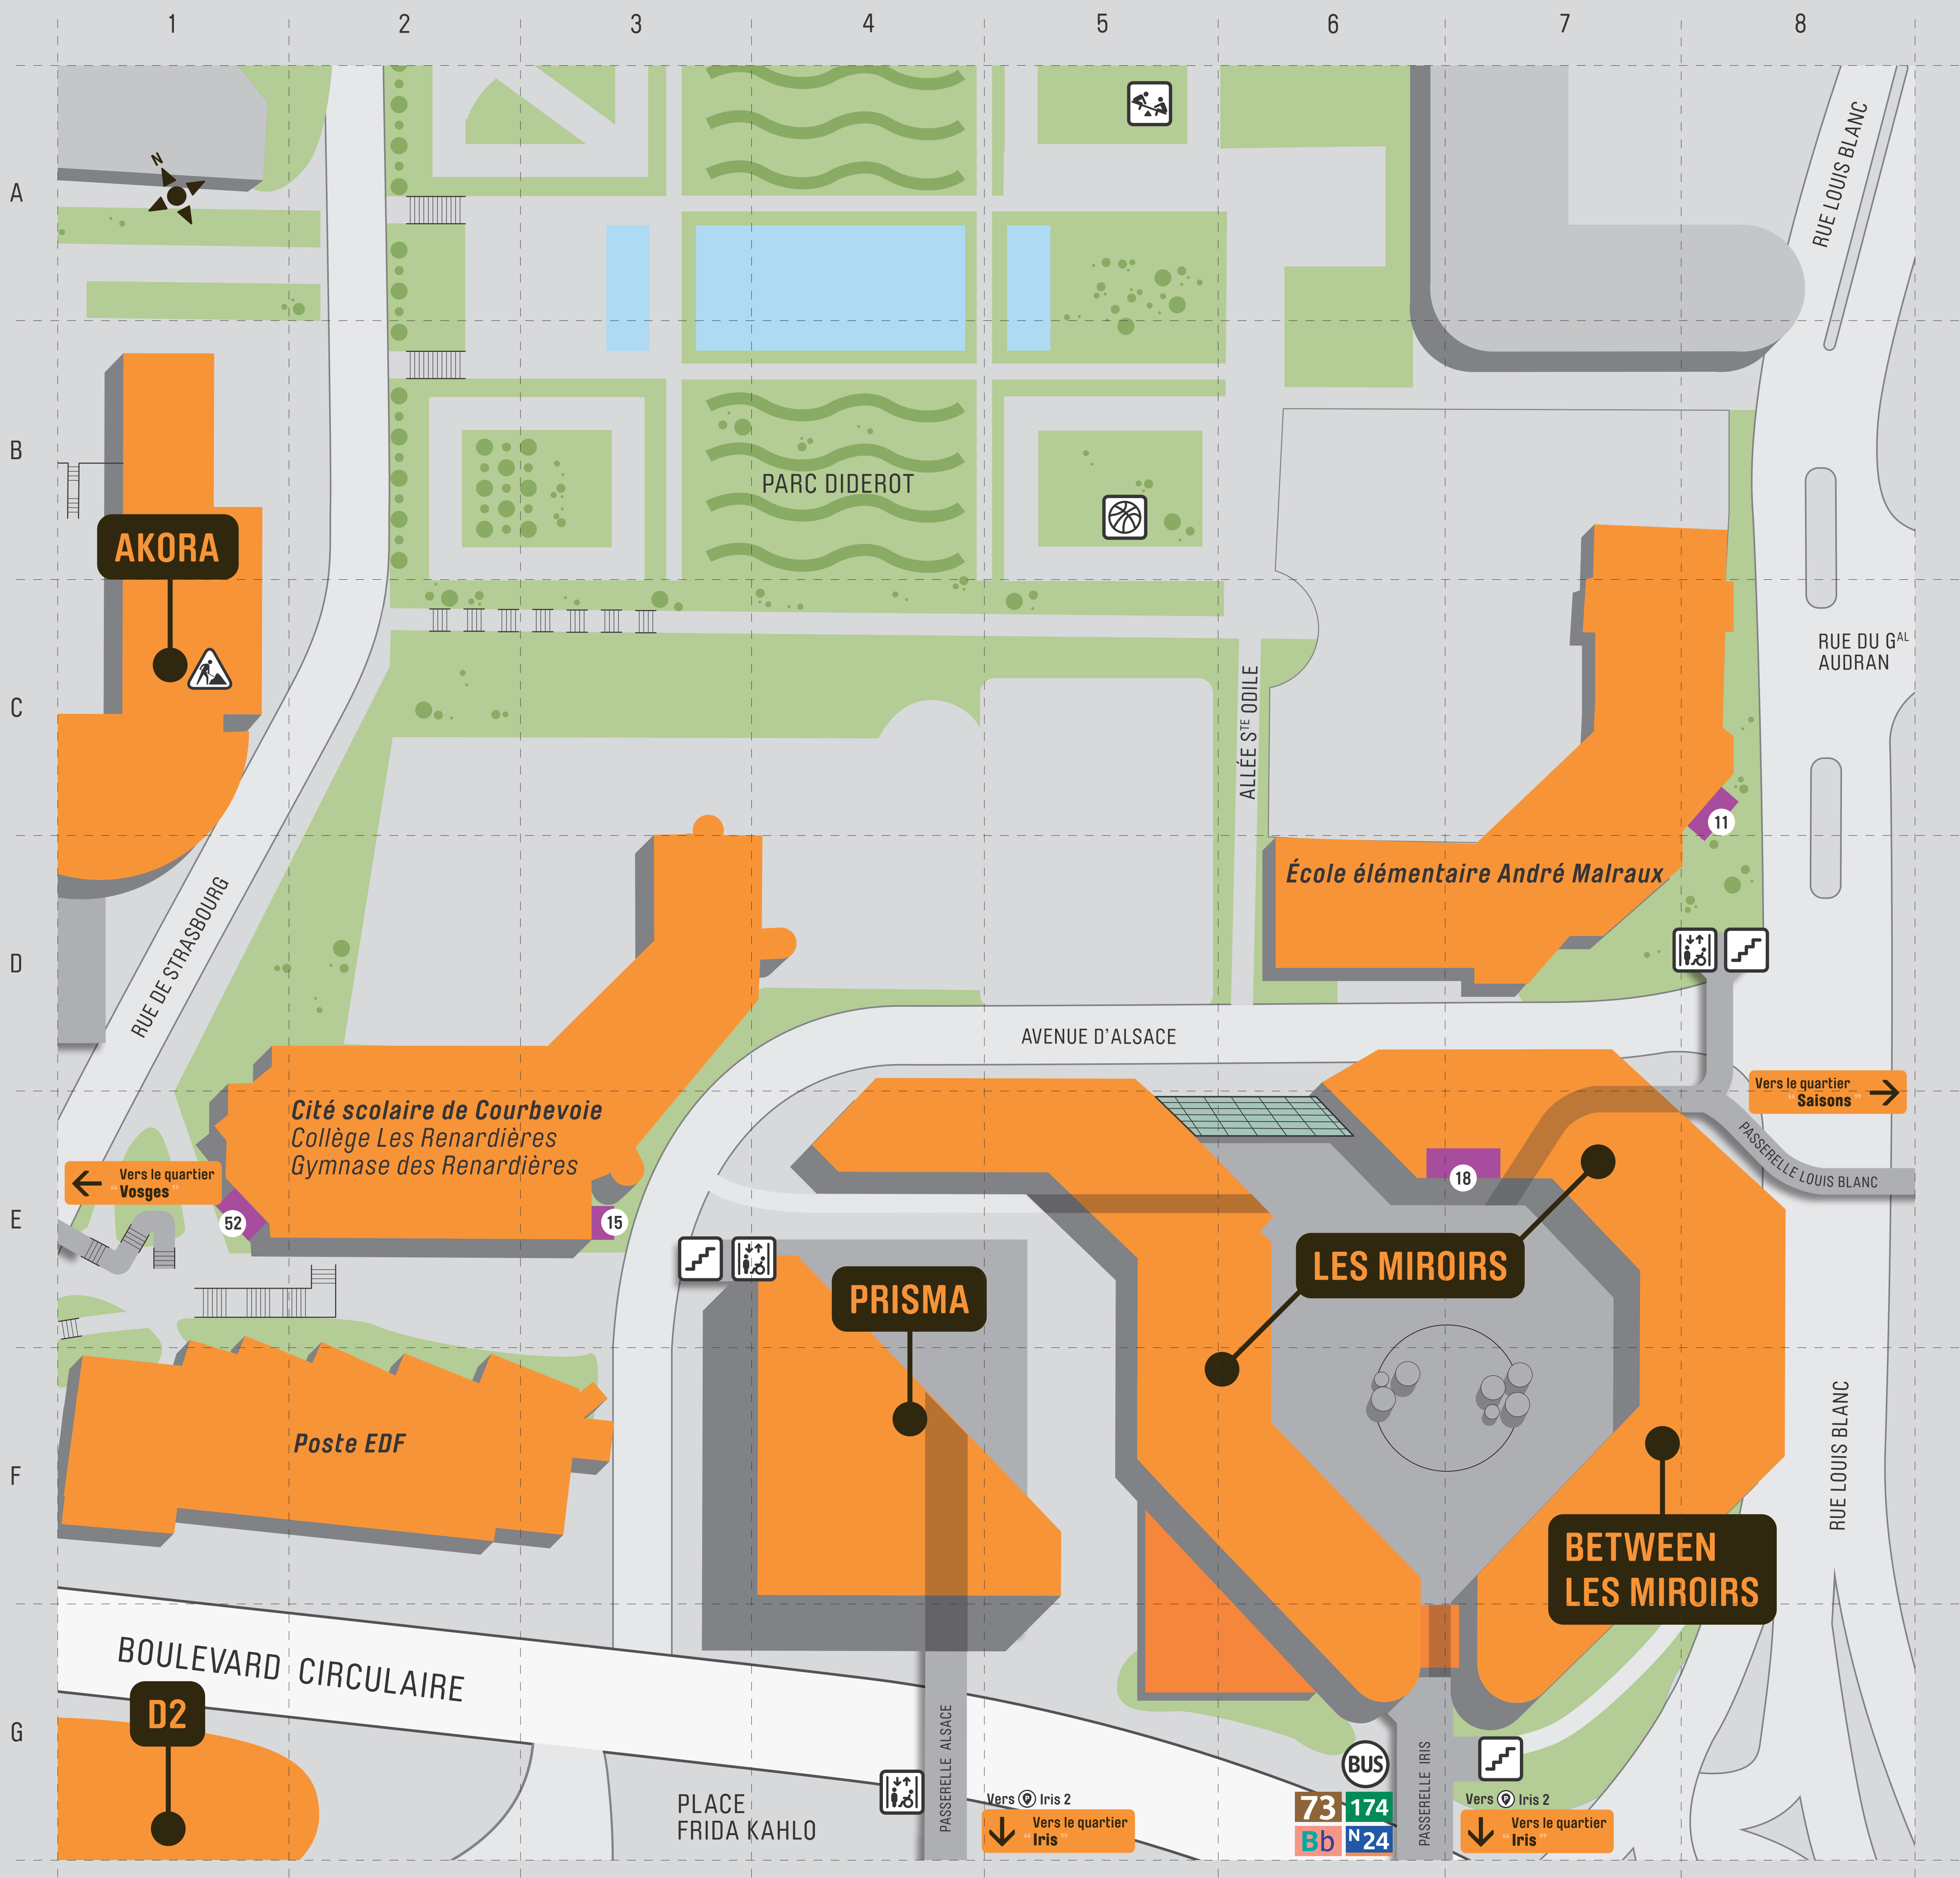 1 2 3 4 5 6 7 8
A
B
C
D
E
F
G
N
RUE LOUIS BLANC
PARC DIDEROT
AKORA
RUE DU GAL
AUDRAN
ALLÉE STE ODILE
11
École élémentaire André Malraux
RUE DE STRASBOURG
AVENUE D'ALSACE
Vers le quartier
“Saisons”
Cité scolaire de Courbevoie
Collège Les Renardières
Gymnase des Renardières
PASSERELLE LOUIS BLANC
Vers le quartier
“Vosges”
52
15
18
LES MIROIRS
PRISMA
Poste EDF
RUE LOUIS BLANC
BETWEEN
LES MIROIRS
BOULEVARD CIRCULAIRE
D2
PLACE
FRIDA KAHLO
PASSERELLE ALSACE
Vers Iris 2
Vers le quartier
“Iris”
BUS
73 174
Bb N24
PASSERELLE IRIS
Vers Iris 2
Vers le quartier
“Iris”